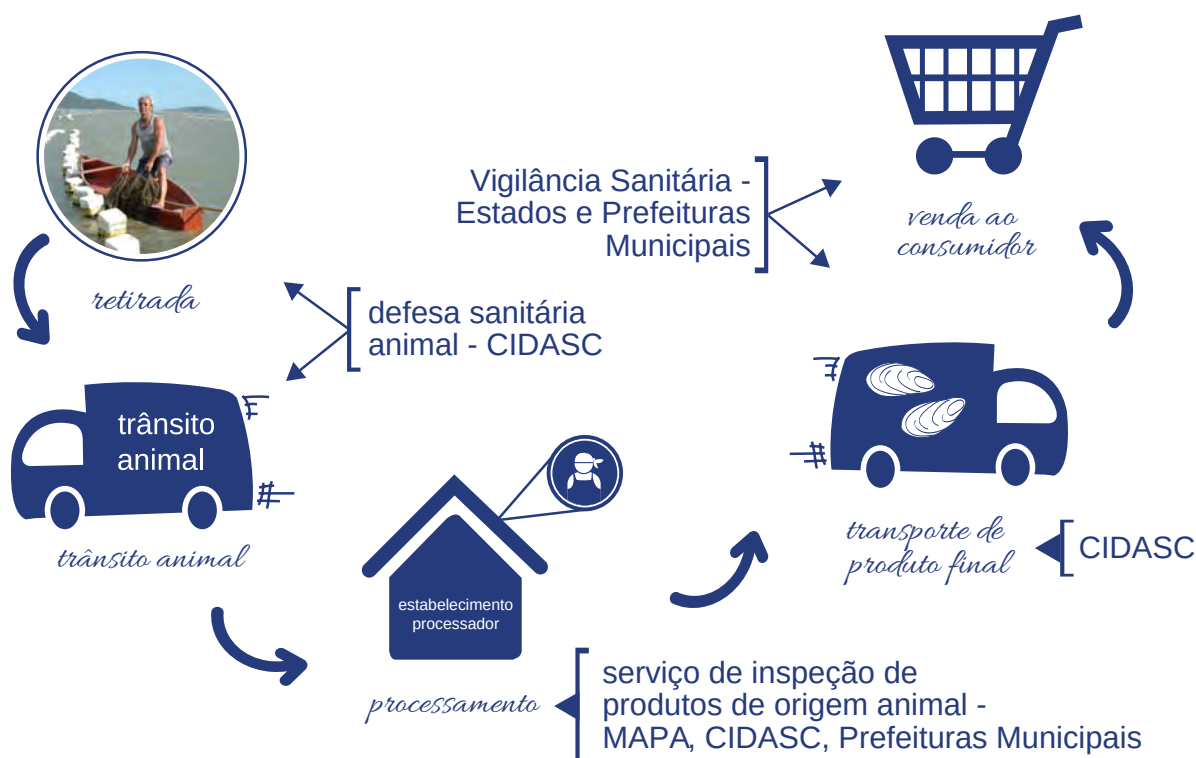 retirada
defesa sanitária
animal - CIDASC
trânsito
animal
trânsito animal
estabelecimento
processador
processamento
serviço de inspeção de
produtos de origem animal -
MAPA, CIDASC, Prefeituras Municipais
transporte de
produto final
CIDASC
Vigilância Sanitária -
Estados e Prefeituras
Municipais
venda ao
consumidor